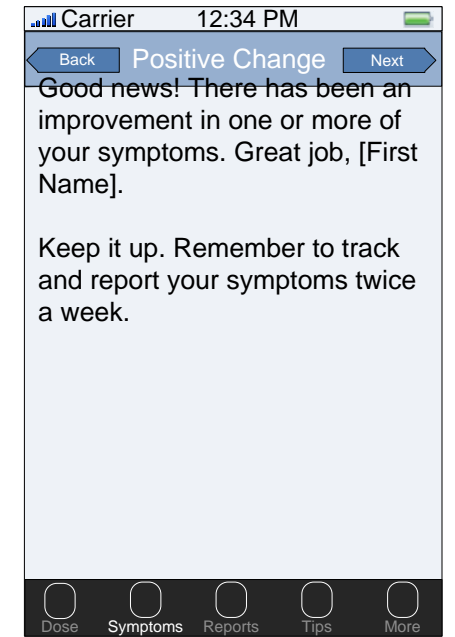 Carrier 12:34 PM
Back Positive Change Next
Good news! There has been an
improvement in one or more of
your symptoms. Great job, [First
Name].
Keep it up. Remember to track
and report your symptoms twice
a week.
Dose Symptoms Reports Tips More